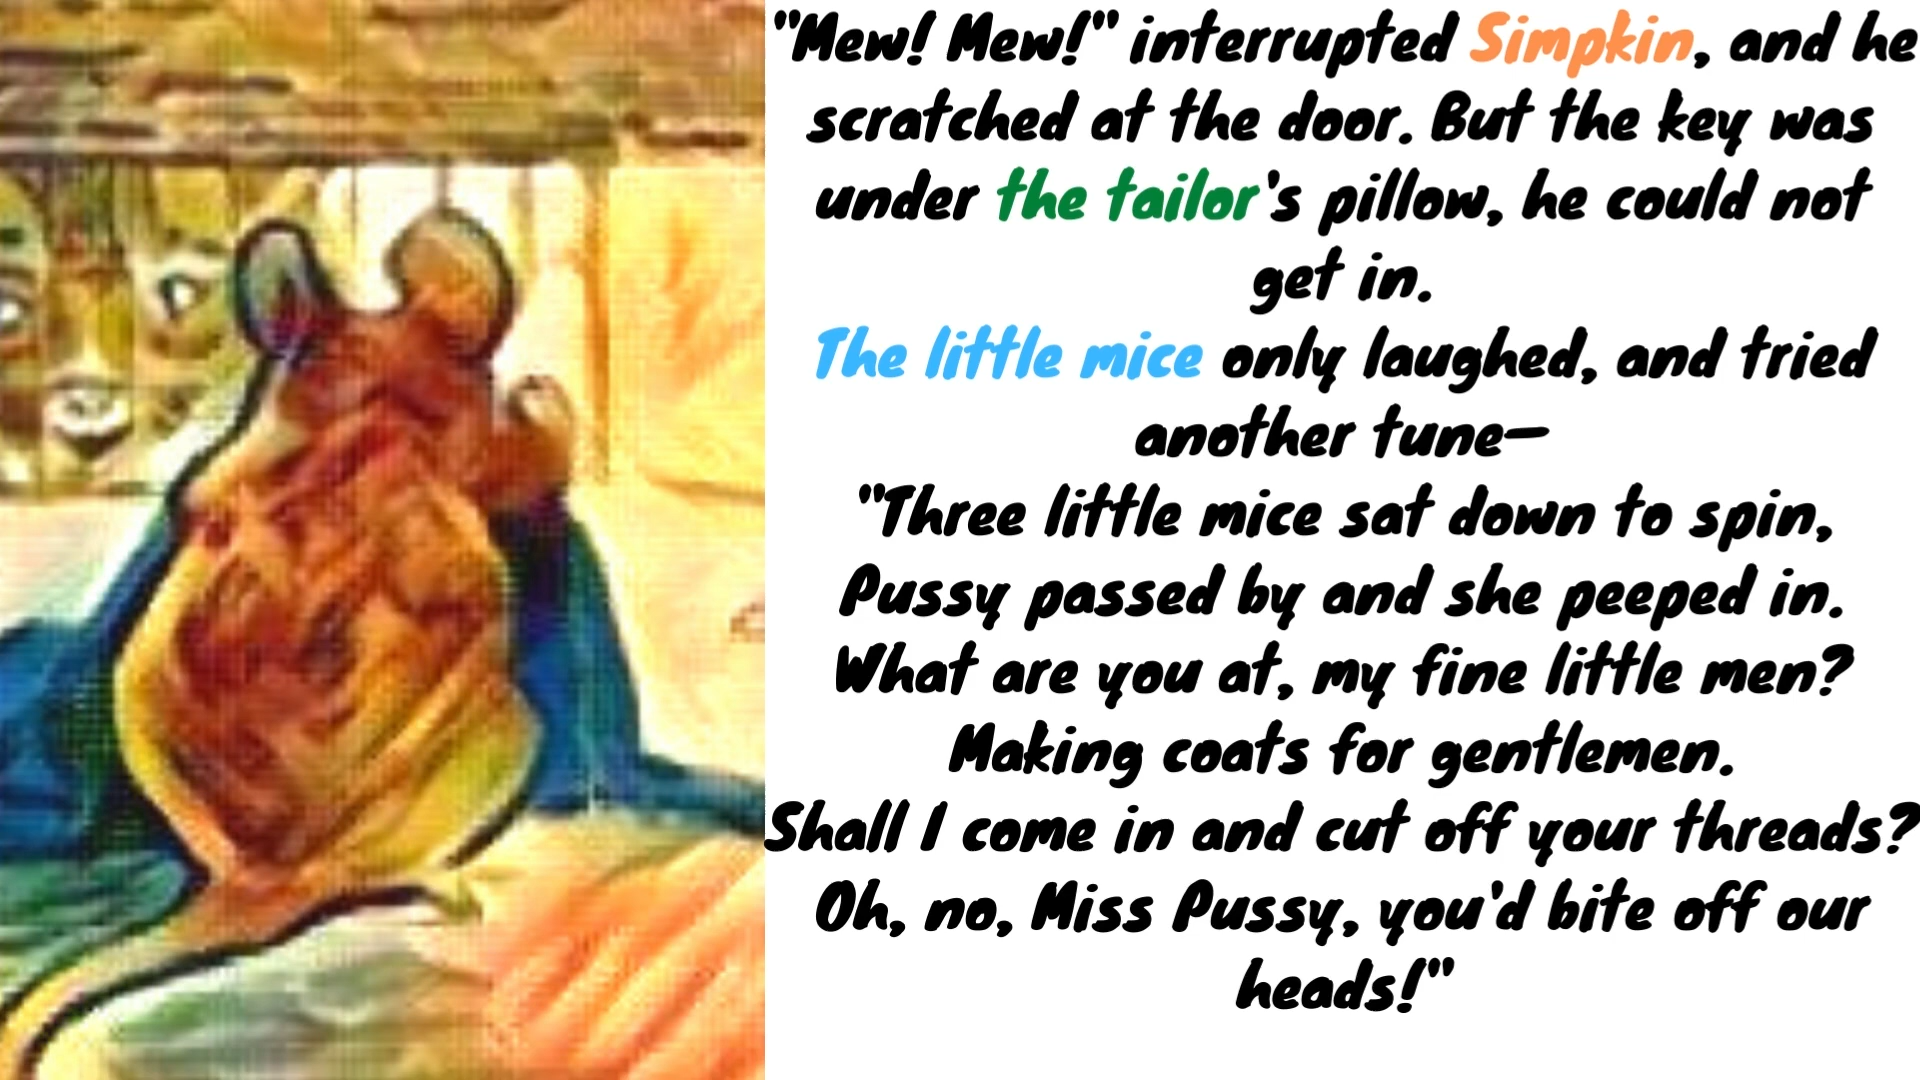 "Mew! Mew!" interrupted Simpkin, and he
scratched at the door. But the key was
under the tailor's pillow, he could not
get in.
The little mice only laughed, and tried
another tune—
"Three little mice sat down to spin,
Pussy passed by and she peeped in.
What are you at, my fine little men?
Making coats for gentlemen.
Shall I come in and cut off your threads?
Oh, no, Miss Pussy, you'd bite off our
heads!"